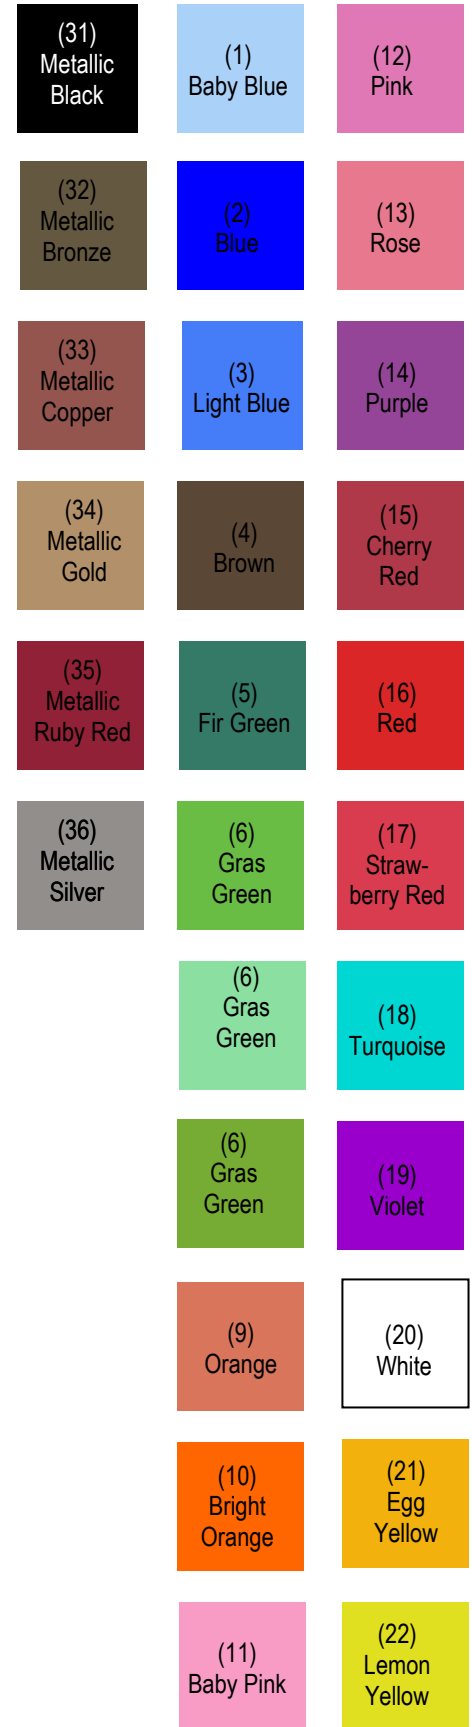 (31)
Metallic
Black
(32)
Metallic
Bronze
(33)
Metallic
Copper
(34)
Metallic
Gold
(35)
Metallic
Ruby Red
(36)
Metallic
Silver
(1)
Baby Blue
(2)
Blue
(3)
Light Blue
(4)
Brown
(5)
Fir Green
(6)
Gras
Green
(6)
Gras
Green
(6)
Gras
Green
(9)
Orange
(10)
Bright
Orange
(11)
Baby Pink
(12)
Pink
(13)
Rose
(14)
Purple
(15)
Cherry
Red
(16)
Red
(17)
Straw-
berry Red
(18)
Turquoise
(19)
Violet
(20)
White
(21)
Egg
Yellow
(22)
Lemon
Yellow